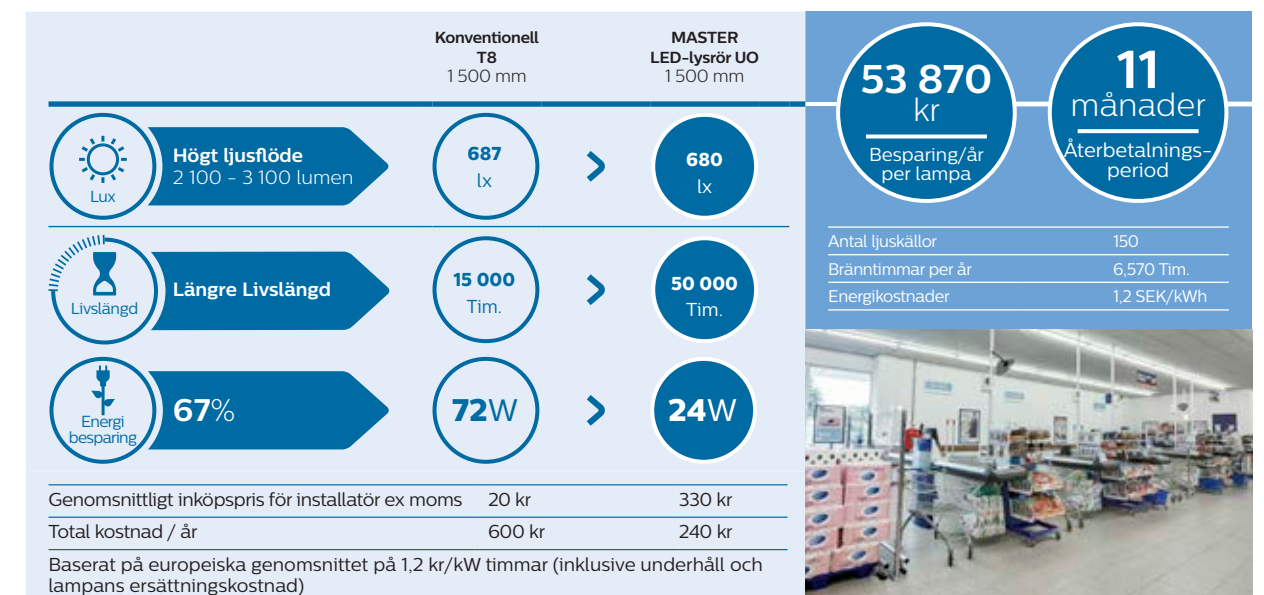 Konventionell
T8
1 500 mm
MASTER
LED-lysrör UO
1 500 mm
Lux
Högt ljusflöde
2 100 - 3 100 lumen
687
lx
>
680
lx
Livslängd
Längre Livslängd
15 000
Tim.
>
50 000
Tim.
Energi
besparing
67%
72W
>
24W
Genomsnittligt inköpspris för installatör ex moms 20 kr 330 kr
Total kostnad / år 600 kr 240 kr
Baserat på europeiska genomsnittet på 1,2 kr/kW timmar (inklusive underhåll och
lampans ersättningskostnad)
53 870
kr
Besparing/år
per lampa
11
månader
Återbetalnings-
period
Antal ljuskällor 150
Bränntimmar per år 6,570 Tim.
Energikostnader 1,2 SEK/kWh